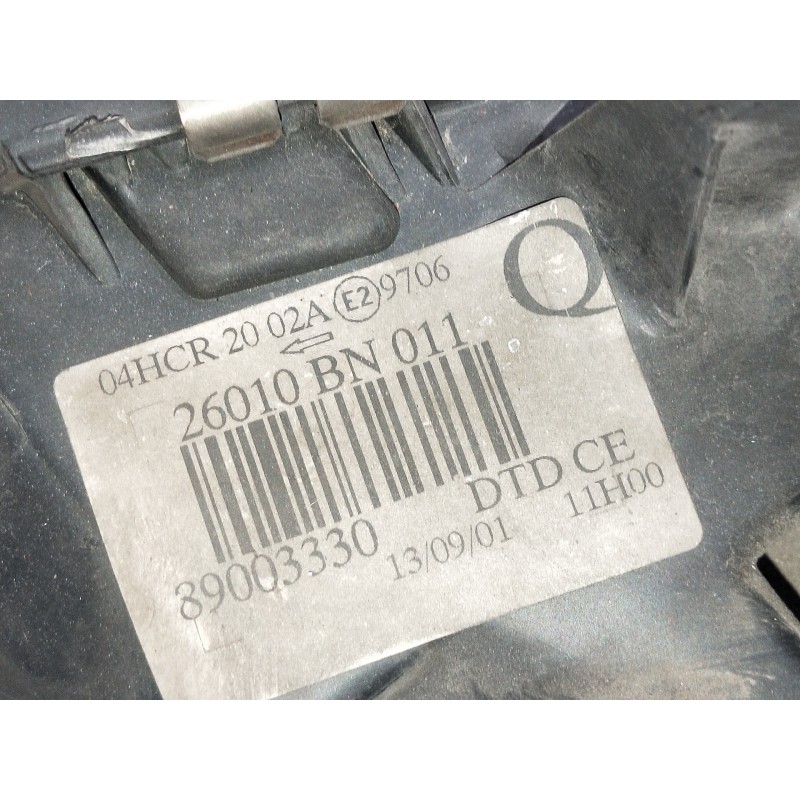 04HCR 20 02A E2 9706
Q
26010 BN 011
DTD CE
89003330 13/09/01 11H00